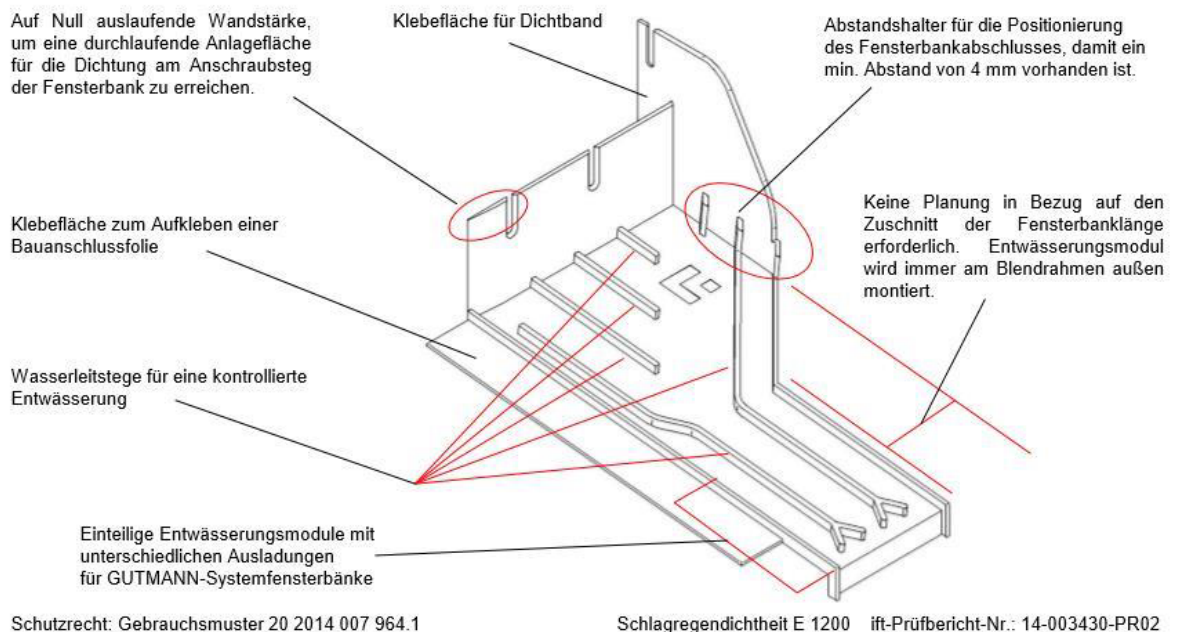 Auf Null auslaufende Wandstärke,
um eine durchlaufende Anlagefläche
für die Dichtung am Anschraubsteg
der Fensterbank zu erreichen.
Klebefläche für Dichtband
Abstandshalter für die Positionierung
des Fensterbankabschlusses, damit ein
min. Abstand von 4 mm vorhanden ist.
Klebefläche zum Aufkleben einer
Bauanschlussfolie
Keine Planung in Bezug auf den
Zuschnitt der Fensterbanklänge
erforderlich. Entwässerungsmodul
wird immer am Blendrahmen außen
montiert.
Wasserleitstege für eine kontrollierte
Entwässerung
Einteilige Entwässerungsmodule mit
unterschiedlichen Ausladungen
für GUTMANN-Systemfensterbänke
Schutzrecht: Gebrauchsmuster 20 2014 007 964.1
Schlagregendichtheit E 1200 ift-Prüfbericht-Nr.: 14-003430-PR02